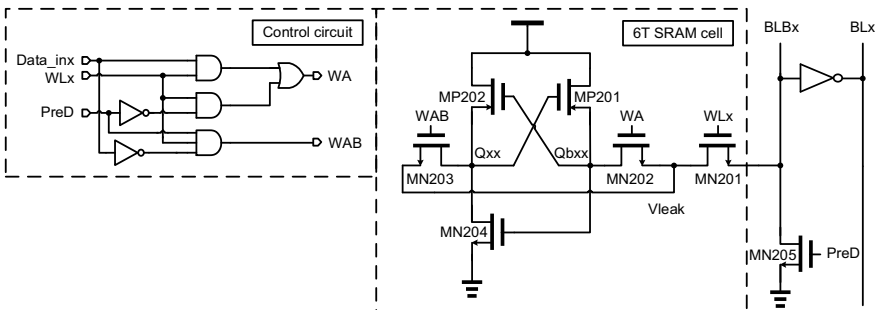 Control circuit
Data_inx
WLx
PreD
WA
WAB
6T SRAM cell
MP202
MP201
WAB
WA
WLx
Qxx
Qbxx
MN203
MN202
MN201
Vleak
MN204
BLBx
BLx
MN205
PreD